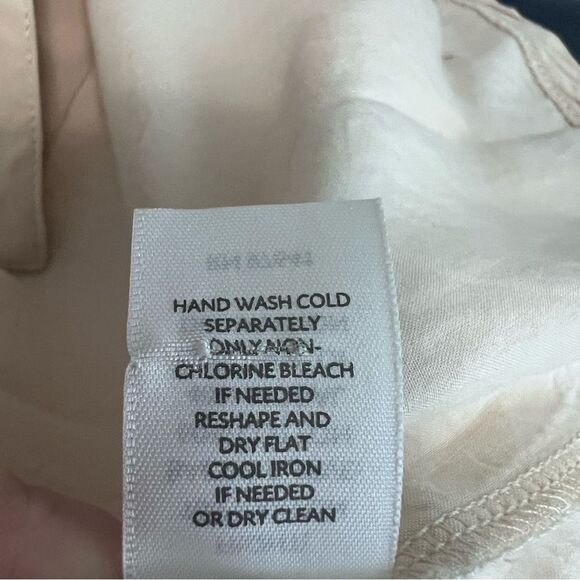 HAND WASH COLD
SEPARATELY
ONLY NON-
CHLORINE BLEACH
IF NEEDED
RESHAPE AND
DRY FLAT
COOL IRON
IF NEEDED
OR DRY CLEAN